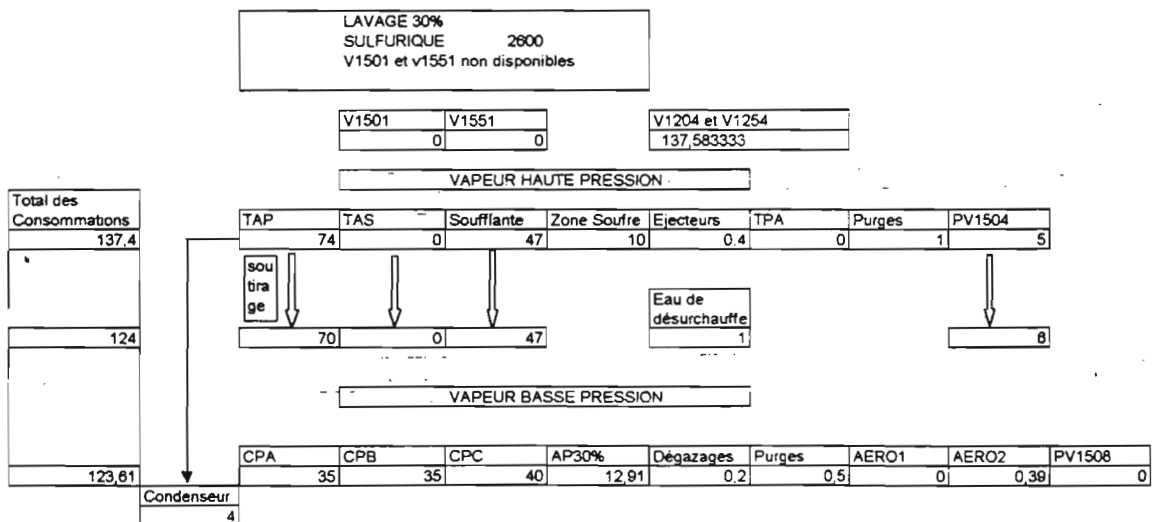 LAVAGE 30%
SULFURIQUE 2600
V1501 et v1551 non disponibles
V1501 V1551 V1204 et V1254
0 0 137,583333
VAPEUR HAUTE PRESSION
Total des
Consommations TAP TAS Soufflante Zone Soufre Ejecteurs TPA Purges PV1504
137,4 74 0 47 10 0.4 0 1 5
sou
tira
ge
Eau de
désurchauffe
124 70 0 47 1 6
VAPEUR BASSE PRESSION
CPA CPB CPC AP30% Dégazages Purges AERO1 AERO2 PV1508
123,61 35 35 40 12,91 0,2 0,5 0 0,39 0
Condenseur
4